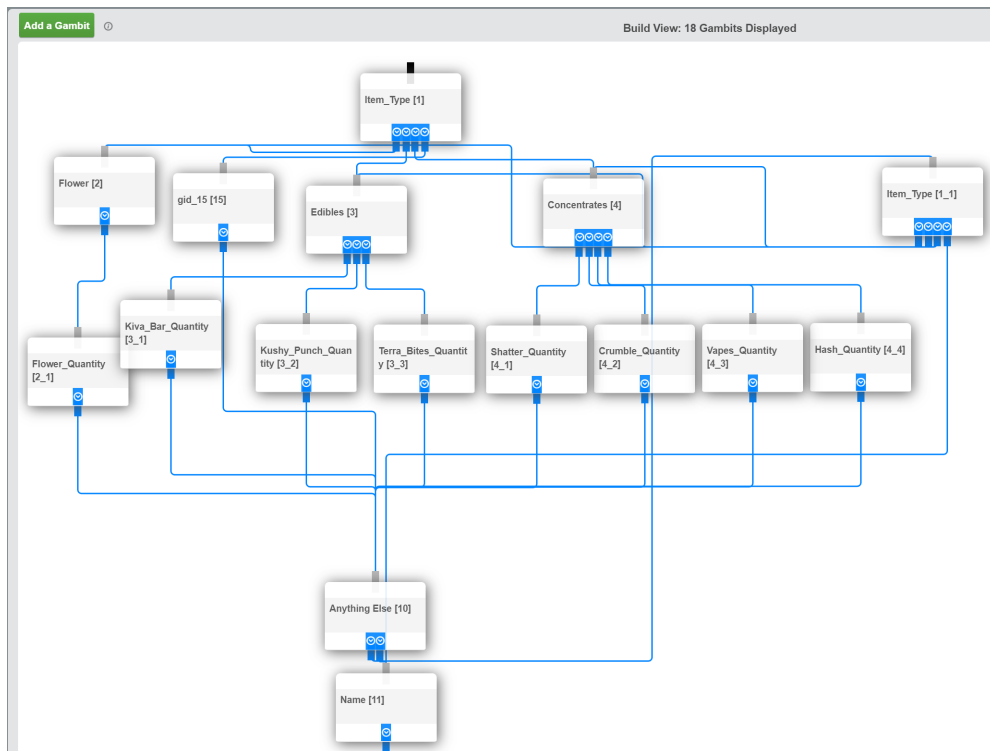 Add a Gambit
Build View: 18 Gambits Displayed
Item_Type [1]
Flower [2]
gid_15 [15]
Edibles [3]
Concentrates [4]
Item_Type [1_1]
Kiva_Bar_Quantity
[3_1]
Flower_Quantity
[2_1]
Kushy_Punch_Quan
tity [3_2]
Terra_Bites_Quantit
y [3_3]
Shatter_Quantity
[4_1]
Crumble_Quantity
[4_2]
Vapes_Quantity
[4_3]
Hash_Quantity [4_4]
Anything Else [10]
Name [11]